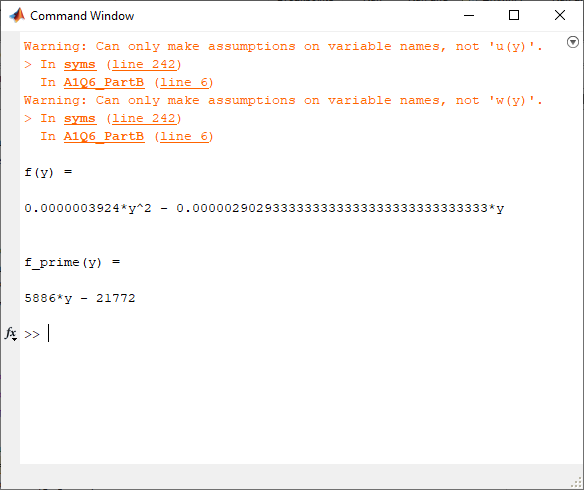 Command Window
Warning: Can only make assumptions on variable names, not 'u(y)'.
> In syms (line 242)
In A1Q6_PartB (line 6)
Warning: Can only make assumptions on variable names, not 'w(y)'.
> In syms (line 242)
In A1Q6_PartB (line 6)
f(y) =
0.0000003924*y^2 - 0.0000029029333333333333333333333333333*y
f_prime(y) =
5886*y - 21772
fx >>